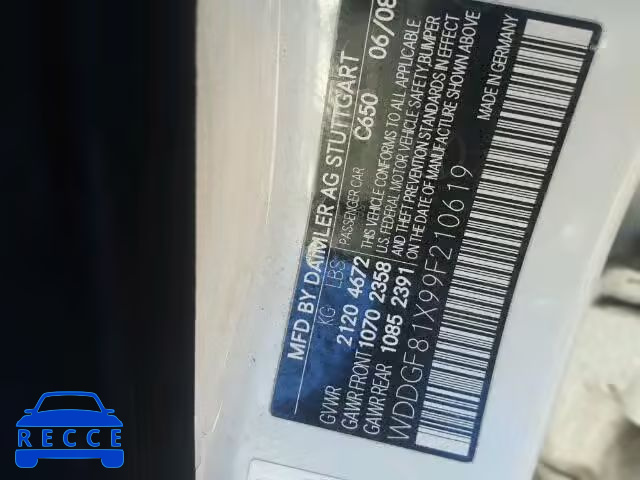 MFD BY DAIMLER AG STUTTGART
C650 06/08
KG LBS PASSENGER CAR
GVWR 2120 4672 THIS VEHICLE CONFORMS TO ALL APPLICABLE
GAWR FRONT 1070 2358 U.S. FEDERAL MOTOR VEHICLE SAFETY, BUMPER
GAWR REAR 1085 2391 AND THEFT PREVENTION STANDARDS IN EFFECT
ON THE DATE OF MANUFACTURE SHOWN ABOVE
WDDGF81X99F210619
MADE IN GERMANY
RECCE